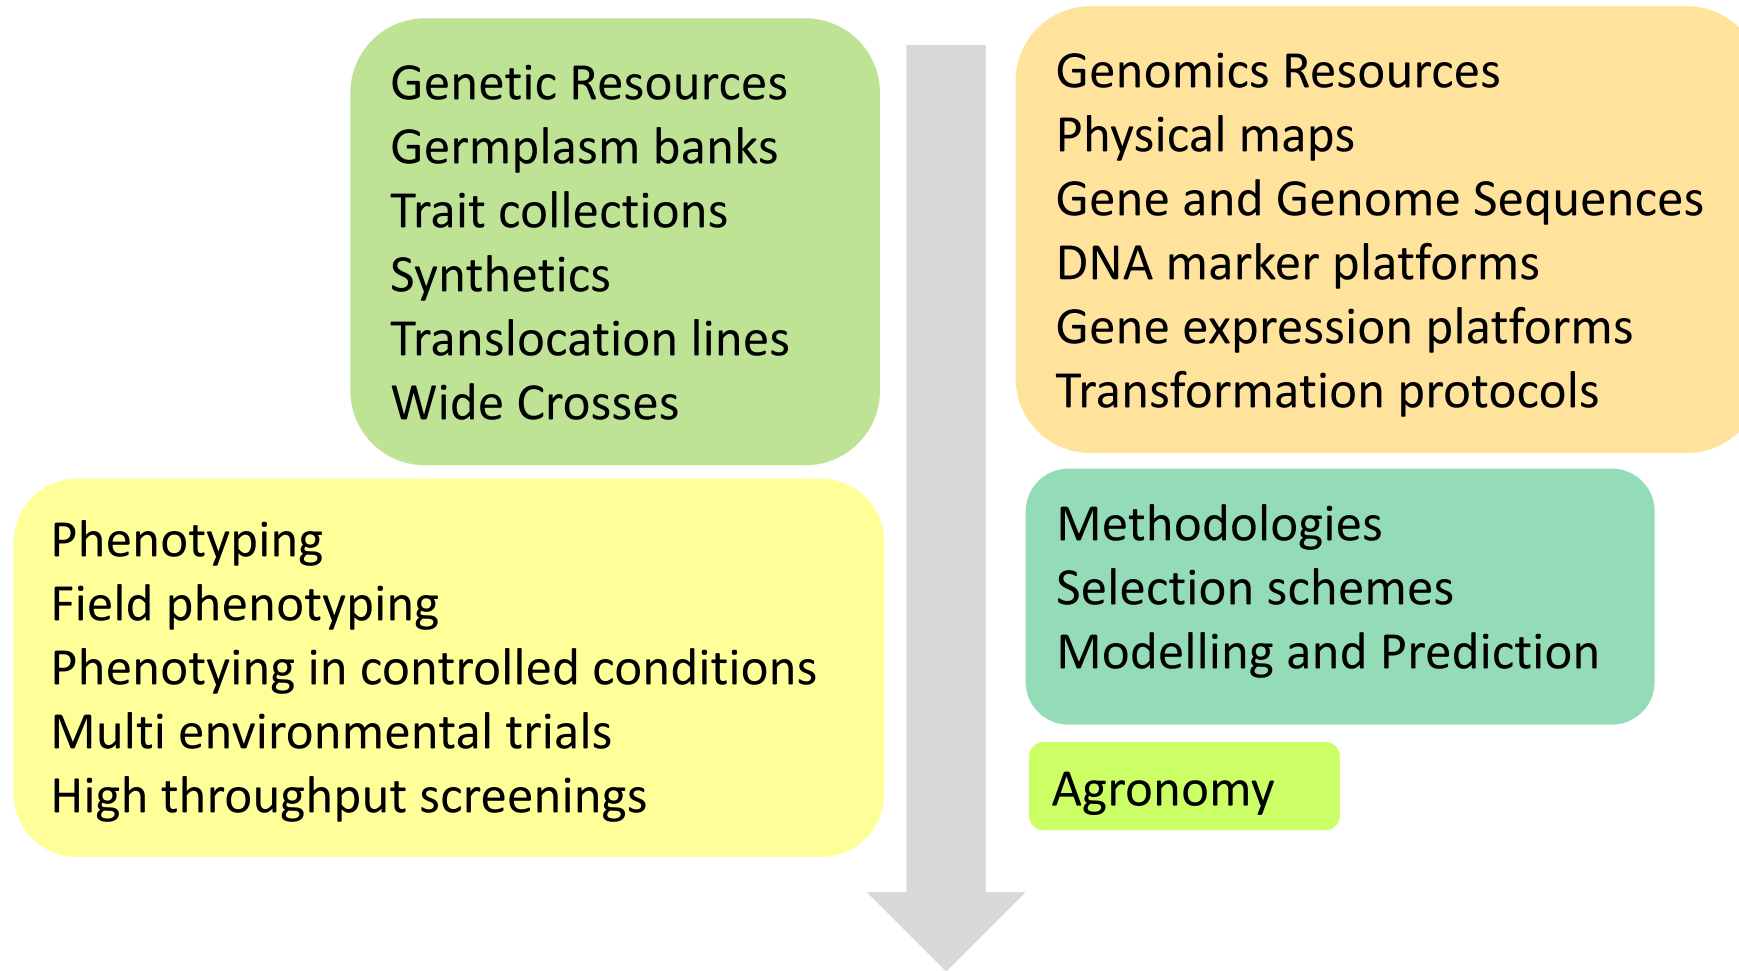 Genetic Resources
Germplasm banks
Trait collections
Synthetics
Translocation lines
Wide Crosses
Genomics Resources
Physical maps
Gene and Genome Sequences
DNA marker platforms
Gene expression platforms
Transformation protocols
Phenotyping
Field phenotyping
Phenotying in controlled conditions
Multi environmental trials
High throughput screenings
Methodologies
Selection schemes
Modelling and Prediction
Agronomy